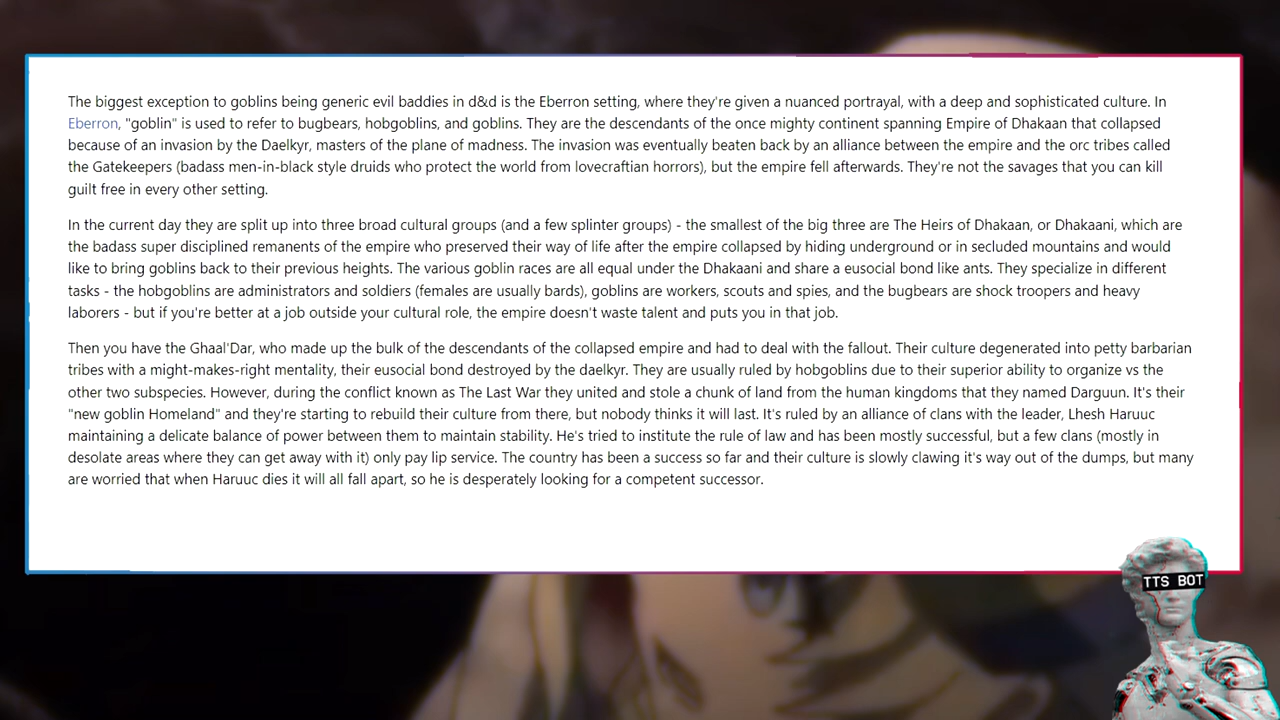 The biggest exception to goblins being generic evil baddies in d&d is the Eberron setting, where they're given a nuanced portrayal, with a deep and sophisticated culture. In
Eberron, "goblin" is used to refer to bugbears, hobgoblins, and goblins. They are the descendants of the once mighty continent spanning Empire of Dhakaan that collapsed
because of an invasion by the Daelkyr, masters of the plane of madness. The invasion was eventually beaten back by an alliance between the empire and the orc tribes called
the Gatekeepers (badass men-in-black style druids who protect the world from lovecraftian horrors), but the empire fell afterwards. They're not the savages that you can kill
guilt free in every other setting.
In the current day they are split up into three broad cultural groups (and a few splinter groups) - the smallest of the big three are The Heirs of Dhakaan, or Dhakaani, which are
the badass super disciplined remanents of the empire who preserved their way of life after the empire collapsed by hiding underground or in secluded mountains and would
like to bring goblins back to their previous heights. The various goblin races are all equal under the Dhakaani and share a eusocial bond like ants. They specialize in different
tasks - the hobgoblins are administrators and soldiers (females are usually bards), goblins are workers, scouts and spies, and the bugbears are shock troopers and heavy
laborers - but if you're better at a job outside your cultural role, the empire doesn't waste talent and puts you in that job.
Then you have the Ghaal'Dar, who made up the bulk of the descendants of the collapsed empire and had to deal with the fallout. Their culture degenerated into petty barbarian
tribes with a might-makes-right mentality, their eusocial bond destroyed by the daelkyr. They are usually ruled by hobgoblins due to their superior ability to organize vs the
other two subspecies. However, during the conflict known as The Last War they united and stole a chunk of land from the human kingdoms that they named Darguun. It's their
"new goblin Homeland" and they're starting to rebuild their culture from there, but nobody thinks it will last. It's ruled by an alliance of clans with the leader, Lhesh Haruuc
maintaining a delicate balance of power between them to maintain stability. He's tried to institute the rule of law and has been mostly successful, but a few clans (mostly in
desolate areas where they can get away with it) only pay lip service. The country has been a success so far and their culture is slowly clawing it's way out of the dumps, but many
are worried that when Haruuc dies it will all fall apart, so he is desperately looking for a competent successor.
TTS BOT